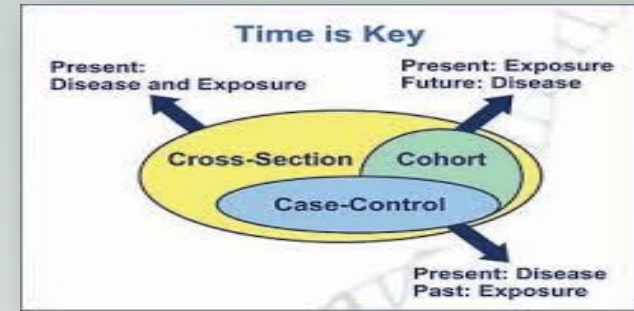 Time is Key
Present:
Disease and Exposure
Present: Exposure
Future: Disease
Cross-Section
Cohort
Case-Control
Present: Disease
Past: Exposure